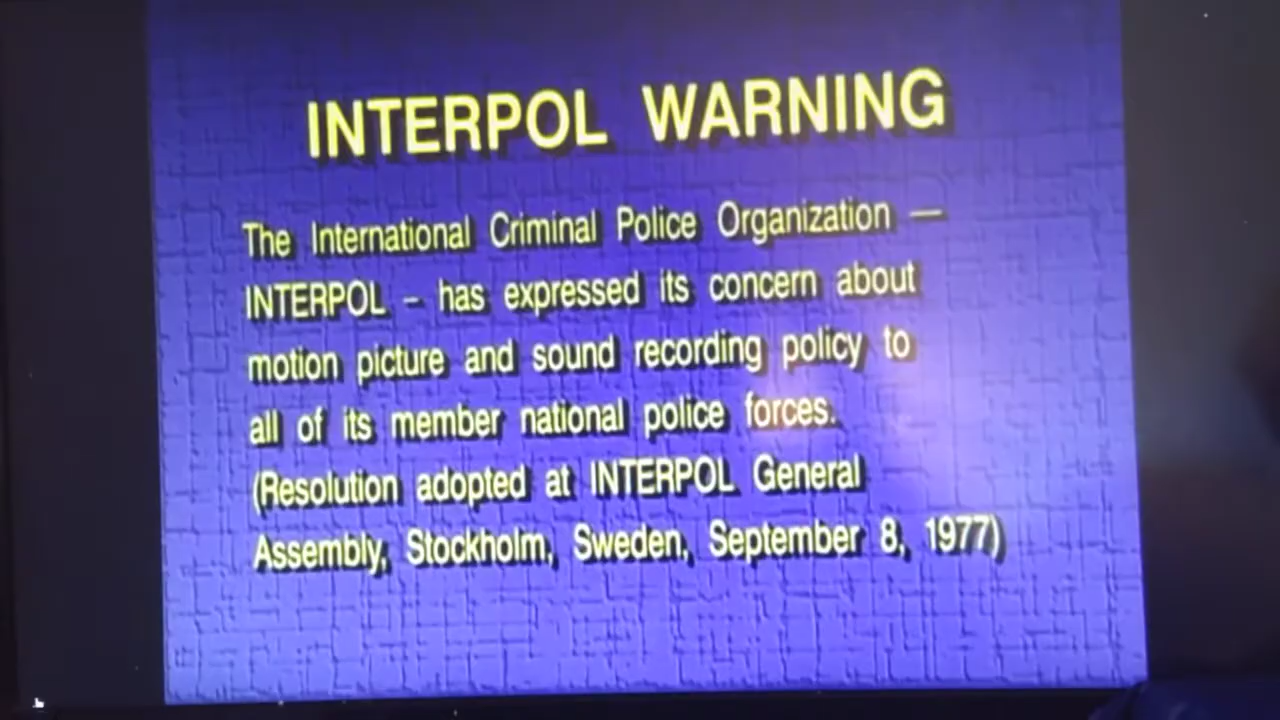 INTERPOL WARNING
The International Criminal Police Organization —
INTERPOL – has expressed its concern about
motion picture and sound recording policy to
all of its member national police forces.
(Resolution adopted at INTERPOL General
Assembly, Stockholm, Sweden, September 8, 1977)